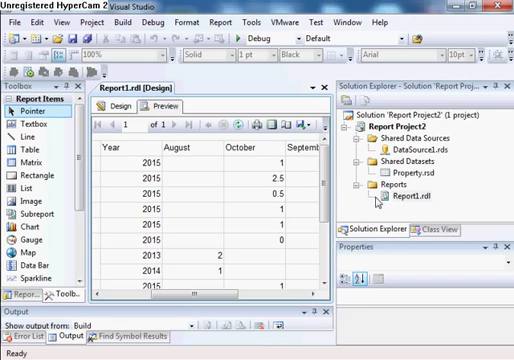 Unregistered HyperCam 2
Visual Studio
File View Project Build Debug Team Data Tools VMware Test Window Help
Debug Default
100% Solid 1 pt Black Arial 10pt
Toolbox
Report1.rdl [Design]
Solution Explorer - Solution 'Report Proj...
Report Items
Pointer
Textbox
Line
Table
Matrix
Rectangle
List
Image
Subreport
Chart
Gauge
Map
Data Bar
Sparkline
Repor... Toolb...
Design Preview
1 of 1
Year August October Septemb
2015 1
2015 2.5
2015 0.5
2015 1
2015 1
2015 0
2013 2
2014 1
2015 1
Solution 'Report Project2' (1 project)
Report Project2
Shared Data Sources
DataSource1.rds
Shared Datasets
Property.rsd
Reports
Report1.rdl
Solution Explorer Class View
Properties
Output
Show output from: Build
Error List Output Find Symbol Results
Ready